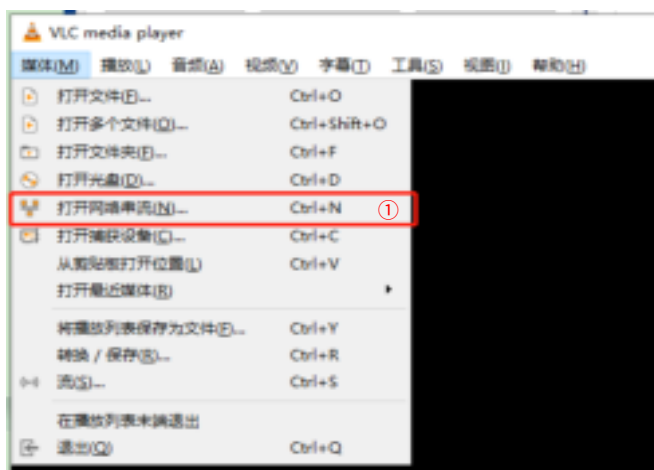 VLC media player
媒体(M) 播放(L) 音频(A) 视频(V) 字幕(T) 工具(S) 视图(I) 帮助(H)
打开文件(F)... Ctrl+O
打开多个文件(O)... Ctrl+Shift+O
打开文件夹(F)... Ctrl+F
打开光盘(D)... Ctrl+D
打开网络串流(N)... Ctrl+N ①
打开捕获设备(C)... Ctrl+C
从剪贴板打开位置(L) Ctrl+V
打开最近媒体(R)
将播放列表保存为文件(F)... Ctrl+Y
转换 / 保存(R)... Ctrl+R
流(S)... Ctrl+S
在播放列表末端退出
退出(Q) Ctrl+Q